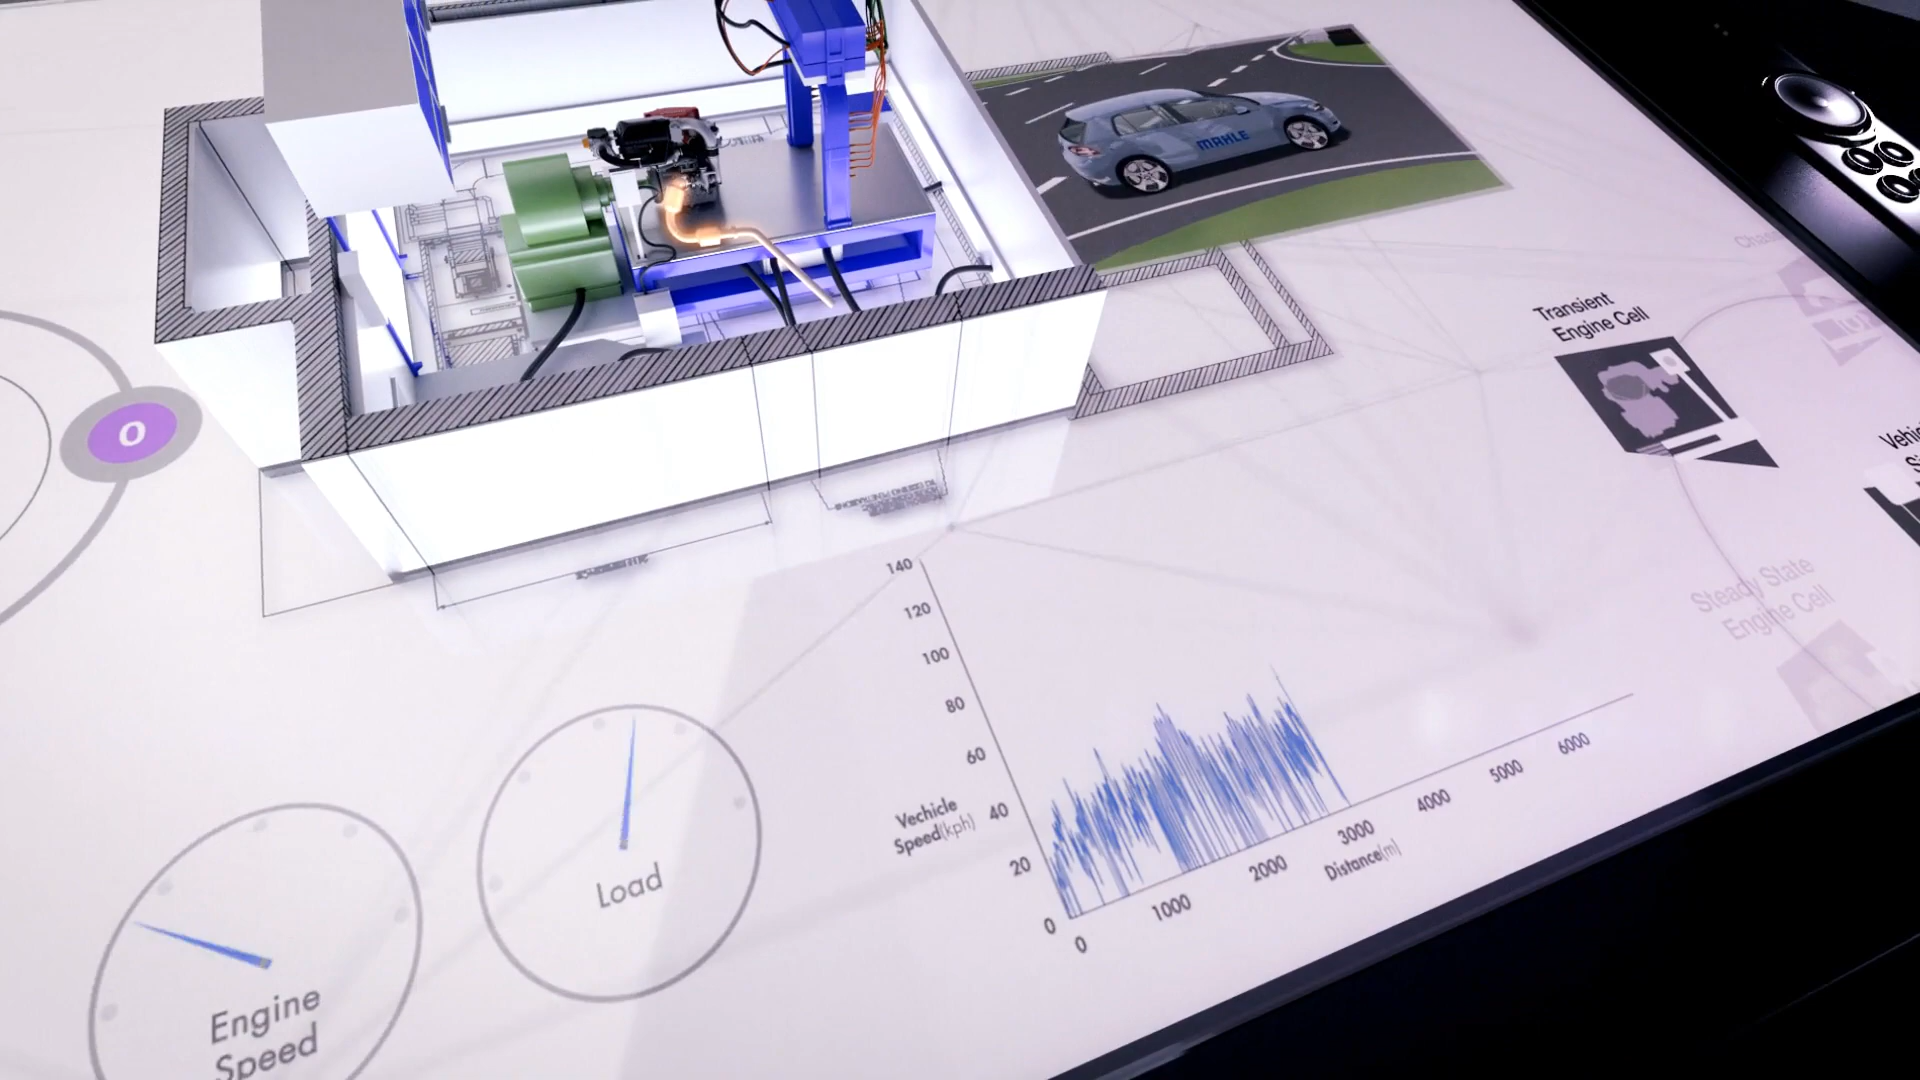 MAHLE
Transient
Engine Cell
O
140
120
100
80
60
40
20
0
Vechicle
Speed(kph)
0
1000
2000
3000
4000
5000
6000
Distance(m)
Load
Engine
Speed
Steady State
Engine Cell